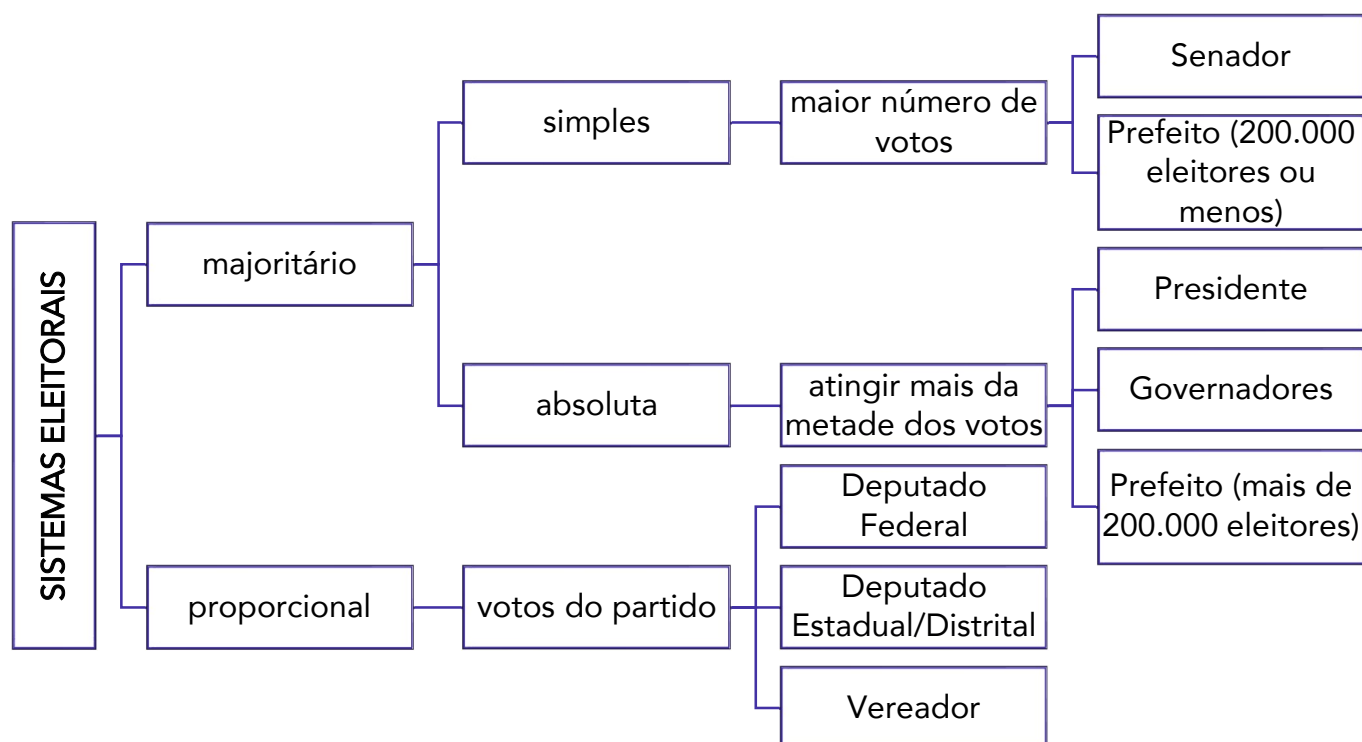 SISTEMAS ELEITORAIS
majoritário
simples
maior número de
votos
Senador
Prefeito (200.000
eleitores ou
menos)
absoluta
atingir mais da
metade dos votos
Presidente
Governadores
Prefeito (mais de
200.000 eleitores)
proporcional
votos do partido
Deputado
Federal
Deputado
Estadual/Distrital
Vereador